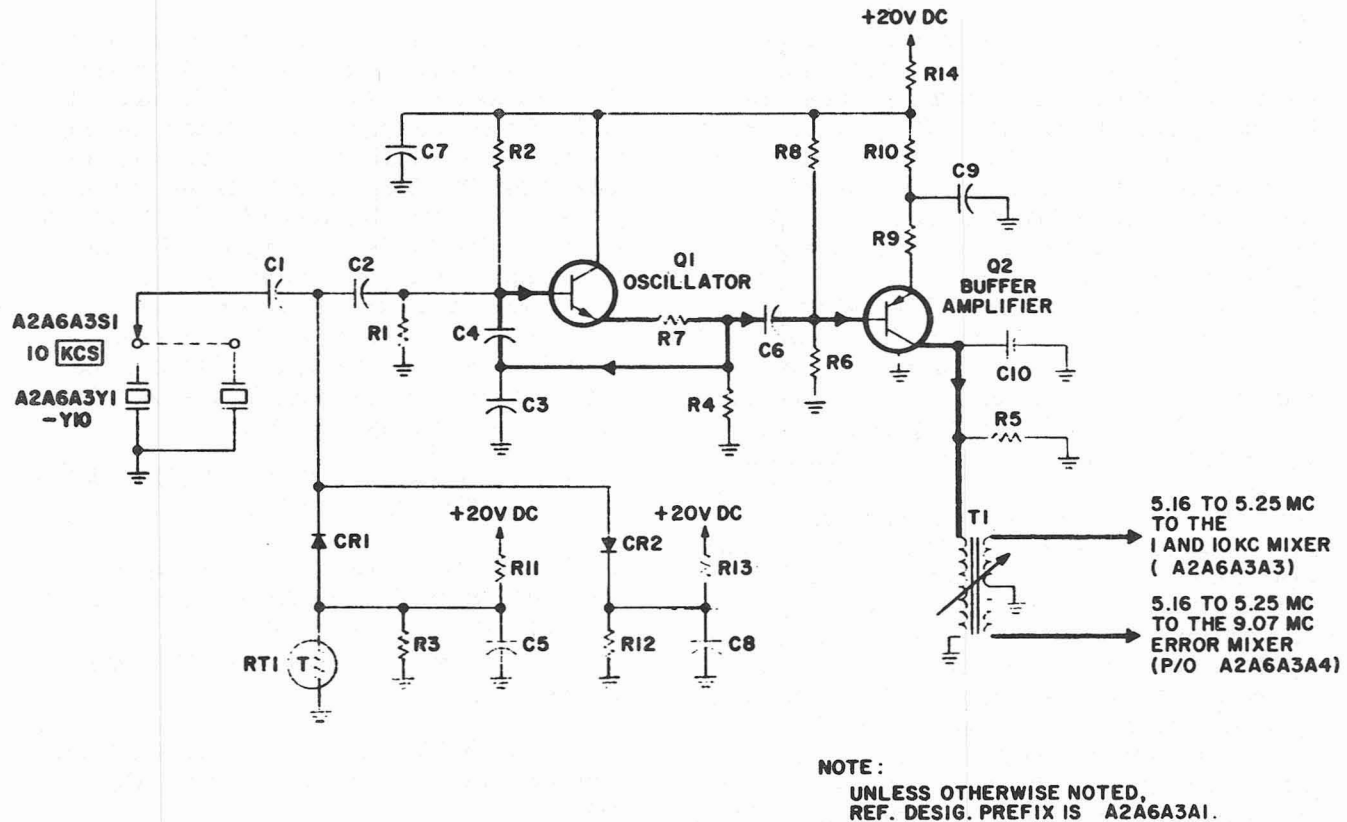 +20V DC
R14
C7
R2
R8
R10
C9
R9
C1
C2
Q1
OSCILLATOR
Q2
BUFFER
AMPLIFIER
A2A6A3S1
10 KCS
R1
C4
R7
C6
R6
C10
A2A6A3Y1
-Y10
C3
R4
R5
+20V DC
+20V DC
T1
5.16 TO 5.25 MC
TO THE
1 AND 10 KC MIXER
( A2A6A3A3)
CR1
R11
CR2
R13
5.16 TO 5.25 MC
TO THE 9.07 MC
ERROR MIXER
(P/O A2A6A3A4)
RT1
T
R3
C5
R12
C8
NOTE:
UNLESS OTHERWISE NOTED,
REF. DESIG. PREFIX IS A2A6A3A1.